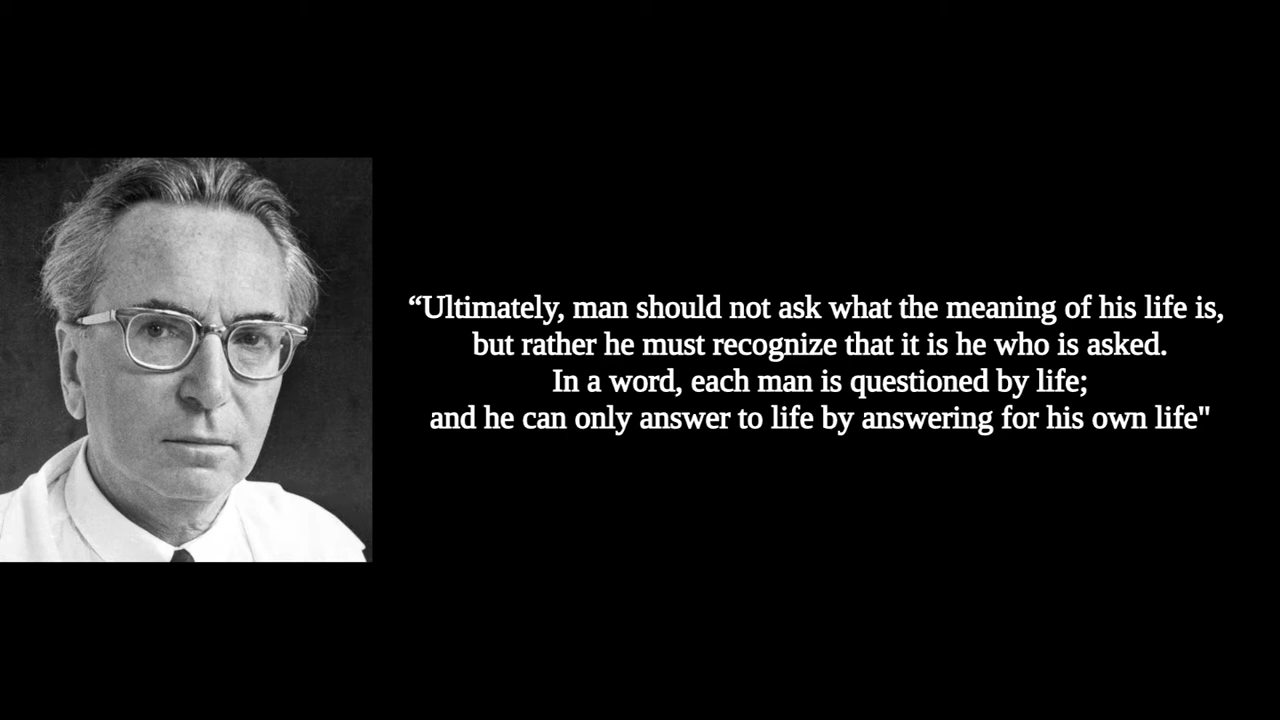 “Ultimately, man should not ask what the meaning of his life is,
but rather he must recognize that it is he who is asked.
In a word, each man is questioned by life;
and he can only answer to life by answering for his own life"